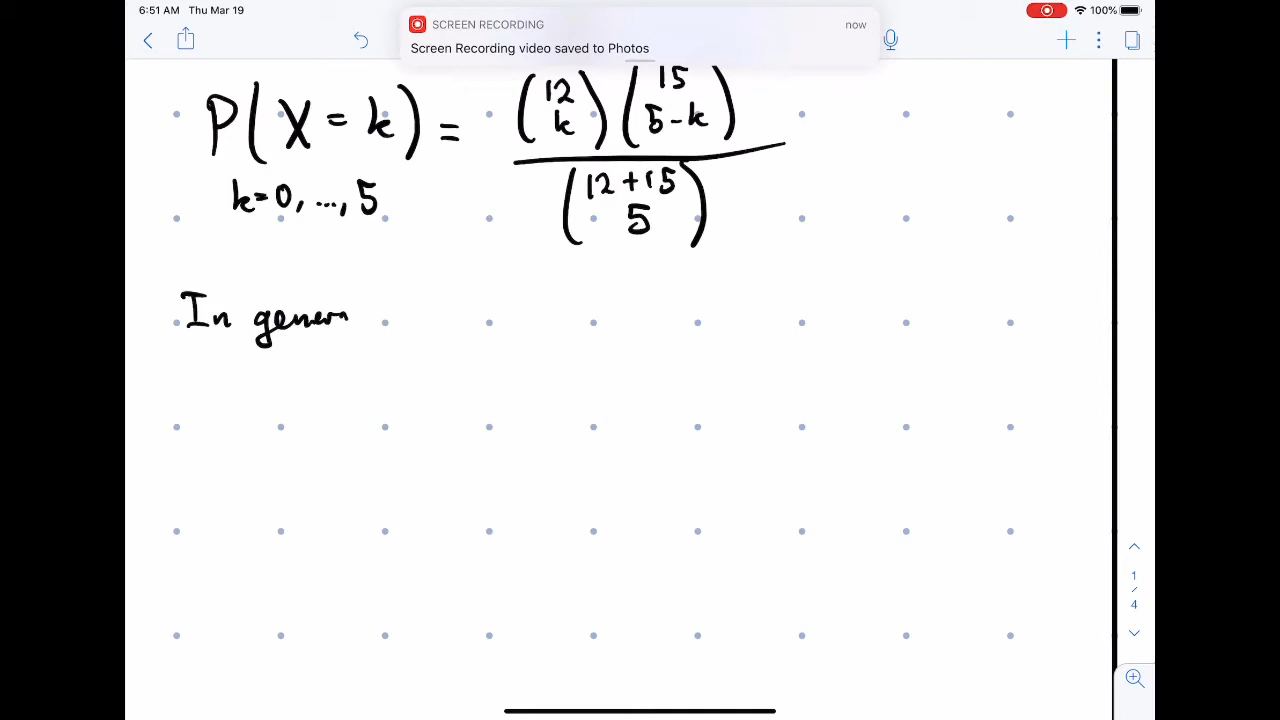 6:51 AM Thu Mar 19
100%
SCREEN RECORDING
now
Screen Recording video saved to Photos
P(X = k) = (12 k)(15 5-k) / (12+15 5)
k=0, ..., 5
In genera
1
/
4